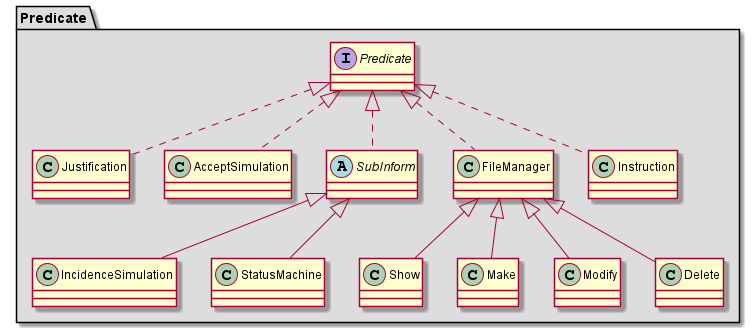 Predicate
I Predicate
C Justification
C AcceptSimulation
A SubInform
C FileManager
C Instruction
C IncidenceSimulation
C StatusMachine
C Show
C Make
C Modify
C Delete